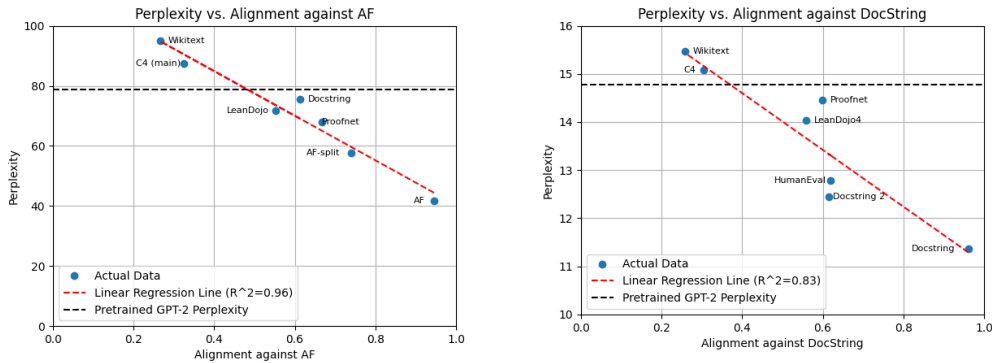 Perplexity vs. Alignment against AF
100
80
60
40
20
0
Perplexity
Wikitext
C4 (main)
Docstring
LeanDojo
Proofnet
AF-split
AF
Actual Data
Linear Regression Line (R^2=0.96)
Pretrained GPT-2 Perplexity
0.0 0.2 0.4 0.6 0.8 1.0
Alignment against AF
Perplexity vs. Alignment against DocString
16
15
14
13
12
11
10
Perplexity
Wikitext
C4
Proofnet
LeanDojo4
HumanEval
Docstring 2
Docstring
Actual Data
Linear Regression Line (R^2=0.83)
Pretrained GPT-2 Perplexity
0.0 0.2 0.4 0.6 0.8 1.0
Alignment against DocString